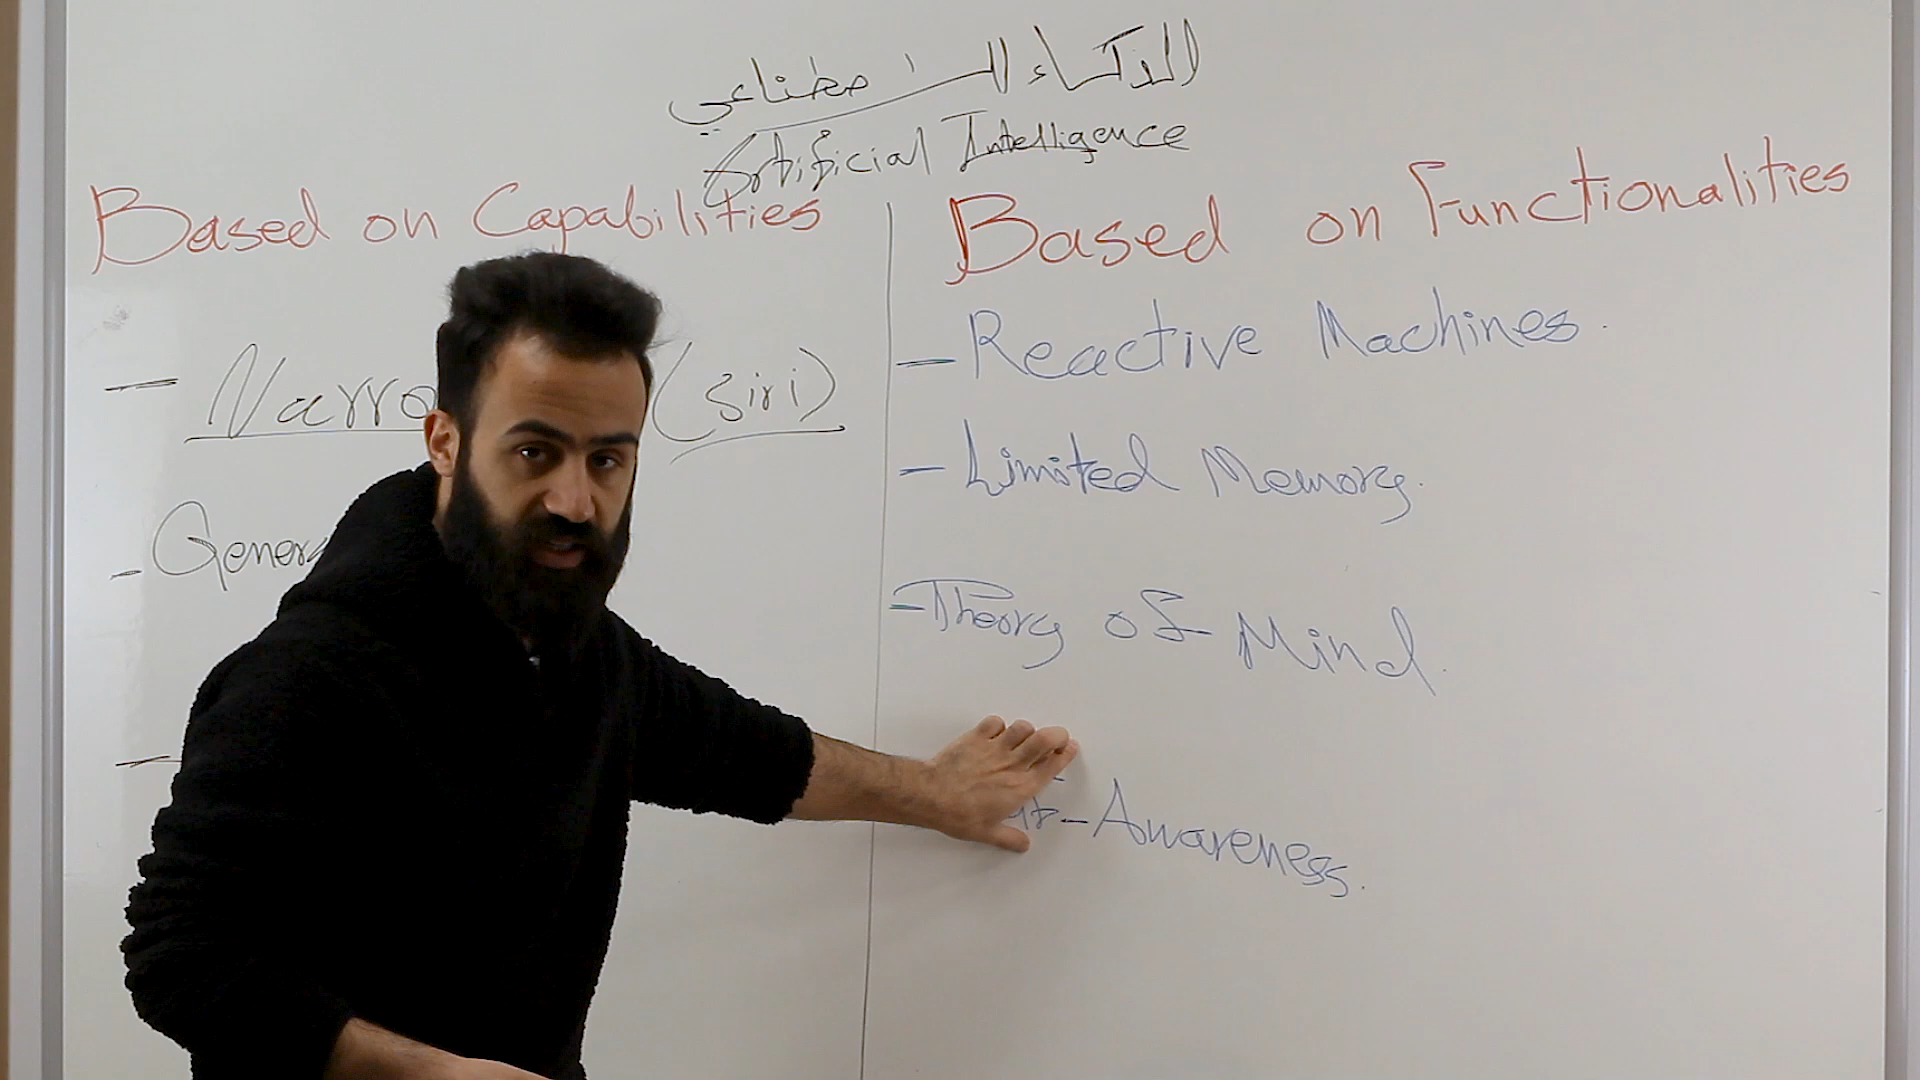 الذكاء الاصطناعي
Artificial Intelligence
Based on Capabilities
- Narro (Siri)
- Gener
-
Based on Functionalities
- Reactive Machines.
- Limited Memory.
- Theory of Mind.
-Awareness.